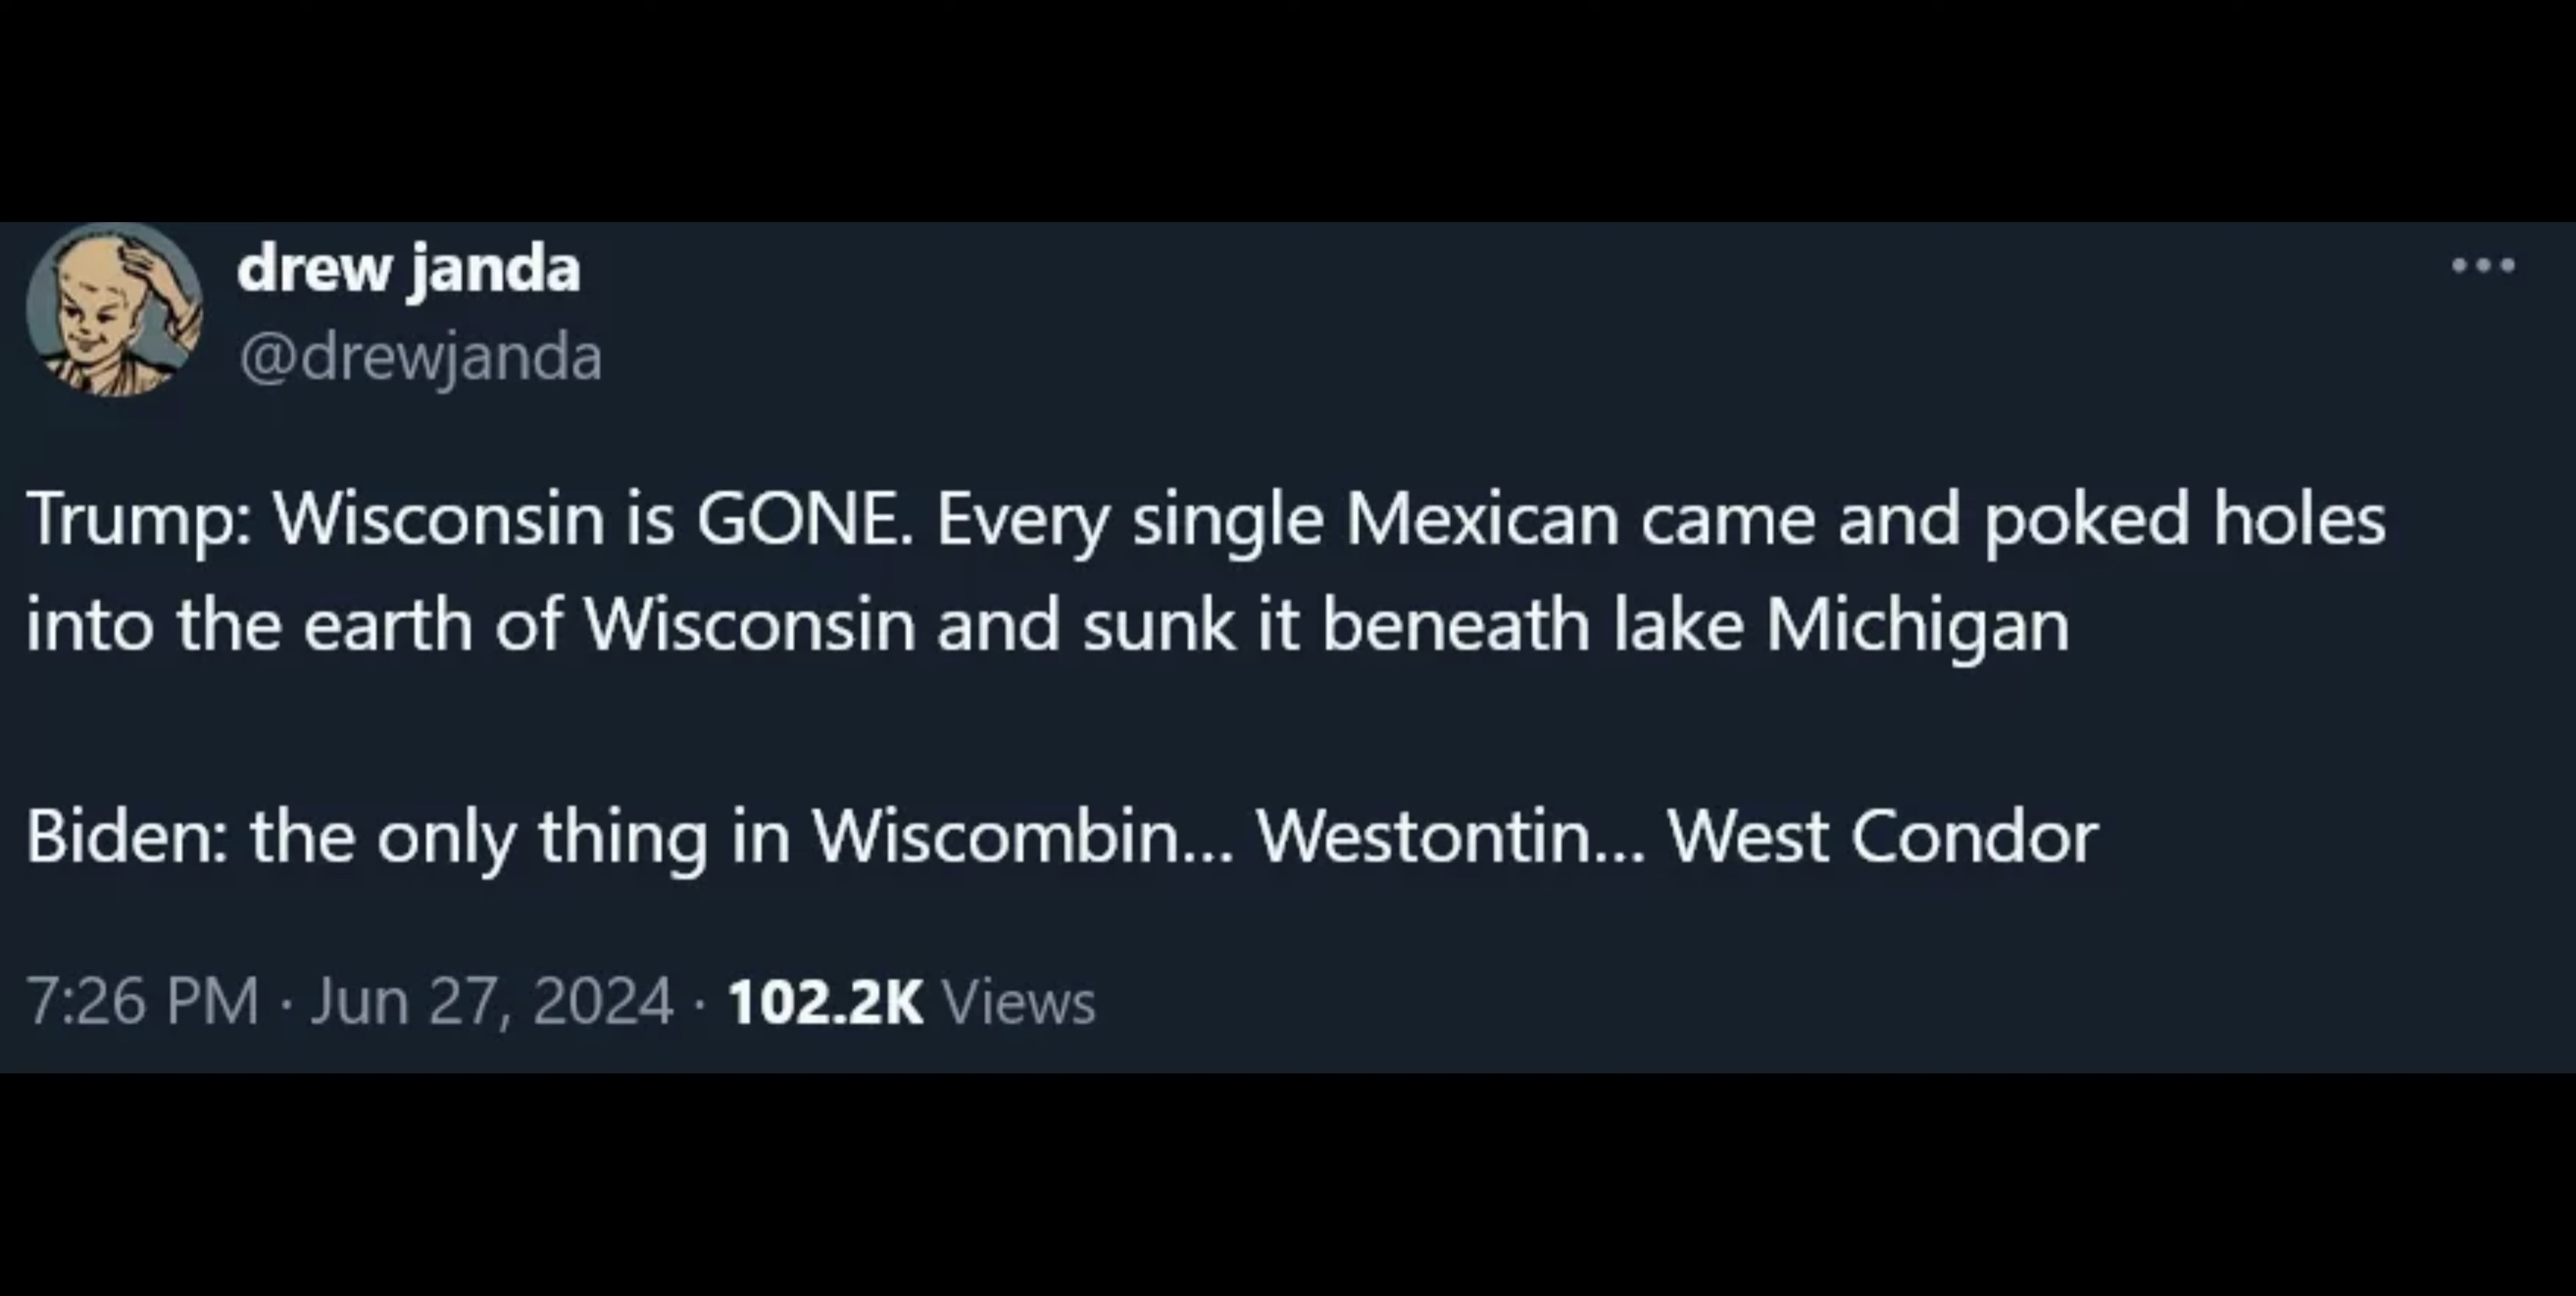 drew janda
@drewjanda
Trump: Wisconsin is GONE. Every single Mexican came and poked holes
into the earth of Wisconsin and sunk it beneath lake Michigan
Biden: the only thing in Wiscombin... Westontin... West Condor
7:26 PM · Jun 27, 2024 · 102.2K Views